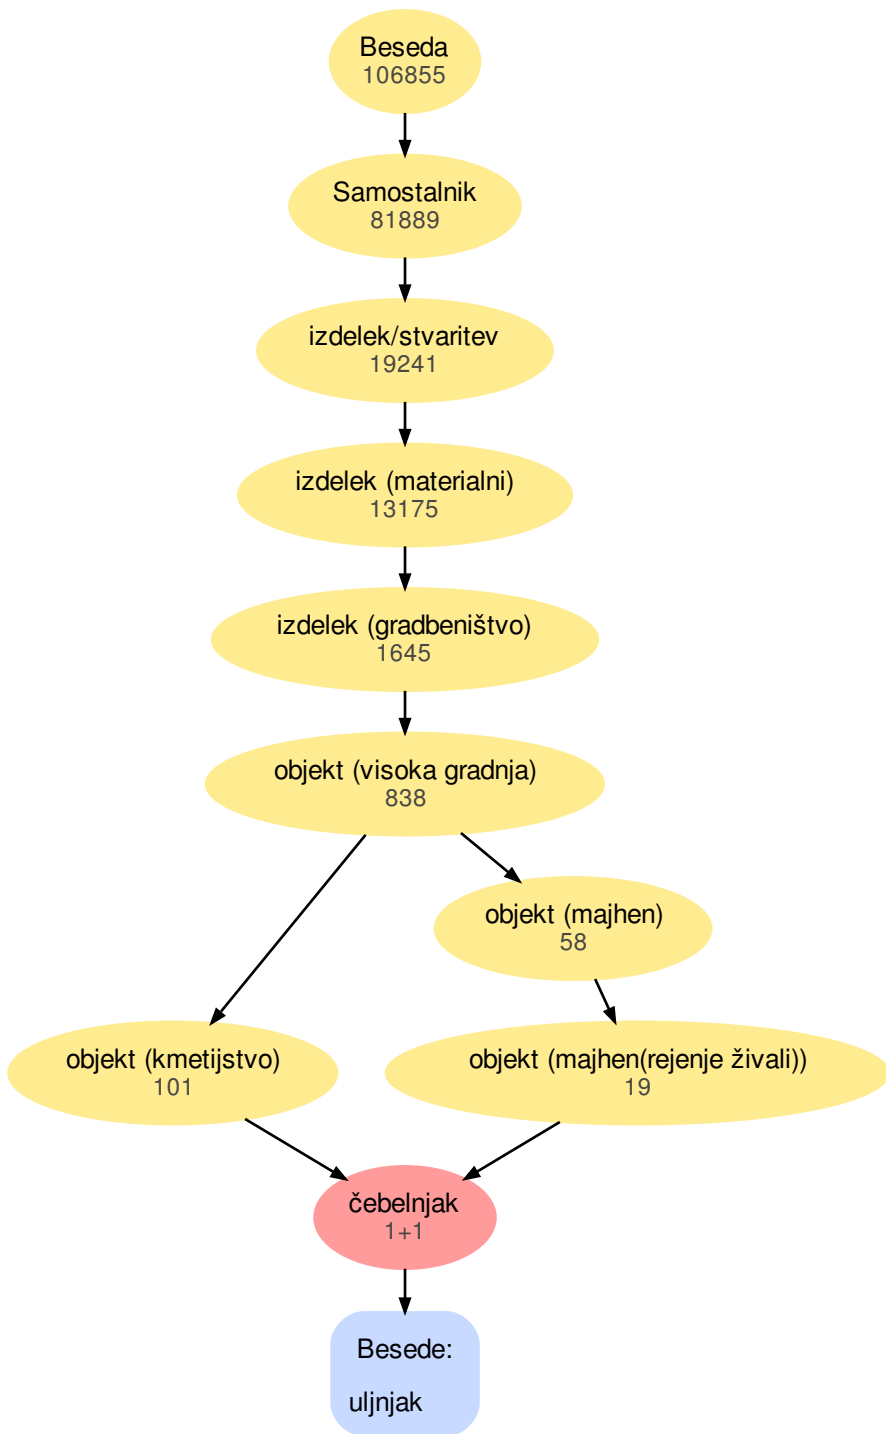 Beseda
106855
Samostalnik
81889
izdelek/stvaritev
19241
izdelek (materialni)
13175
izdelek (gradbeništvo)
1645
objekt (visoka gradnja)
838
objekt (majhen)
58
objekt (kmetijstvo)
101
objekt (majhen(rejenje živali))
19
čebelnjak
1+1
Besede:
uljnjak